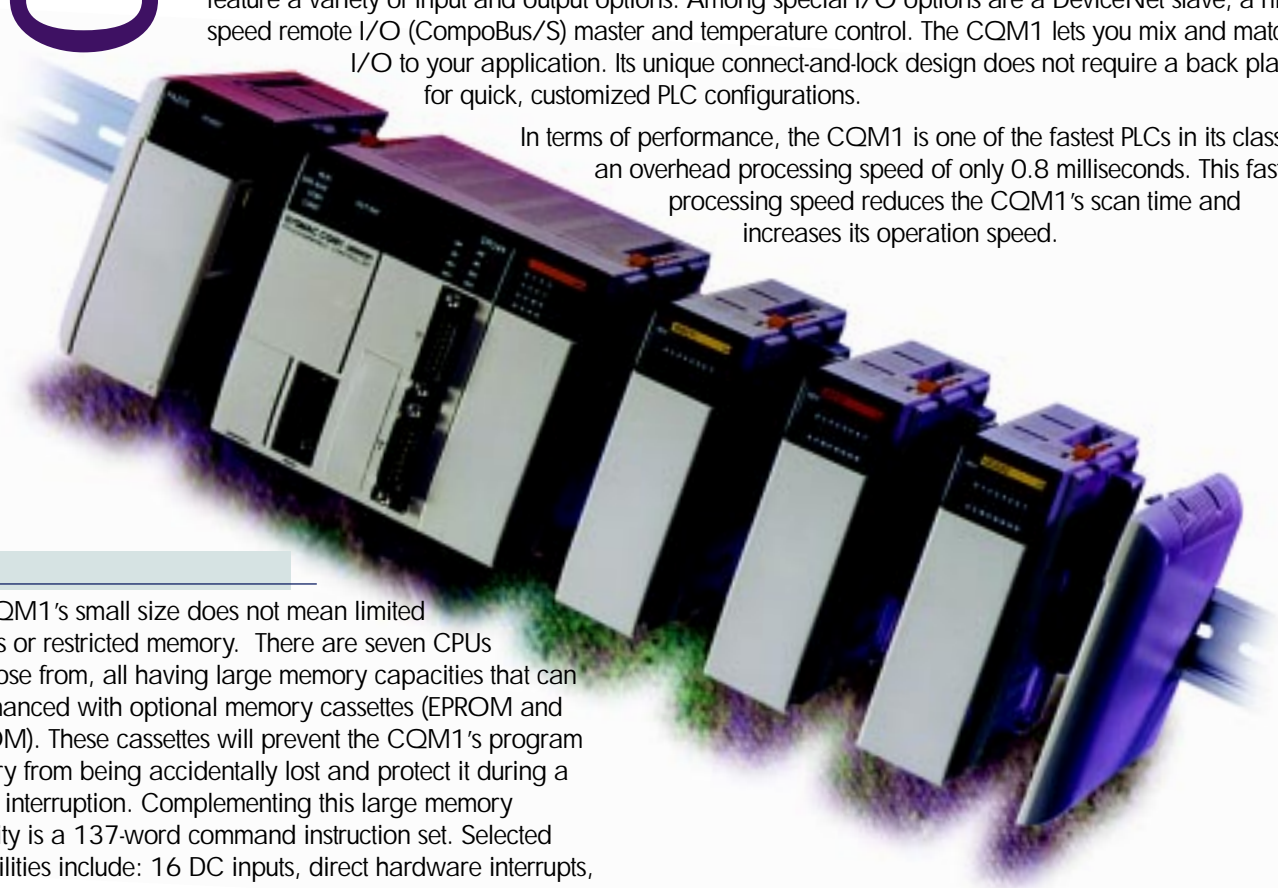 feature a variety of input and output options. Among special I/O options are a DeviceNet slave, a
speed remote I/O (CompoBus/S) master and temperature control. The CQM1 lets you mix and
I/O to your application. Its unique connect-and-lock design does not require a back
for quick, customized PLC configurations.
In terms of performance, the CQM1 is one of the fastest PLCs in its class
an overhead processing speed of only 0.8 milliseconds. This fast
processing speed reduces the CQM1's scan time and
increases its operation speed.
QM1's small size does not mean limited
s or restricted memory. There are seven CPUs
ose from, all having large memory capacities that can
hanced with optional memory cassettes (EPROM and
OM). These cassettes will prevent the CQM1's program
ry from being accidentally lost and protect it during a
interruption. Complementing this large memory
ity is a 137-word command instruction set. Selected
ilities include: 16 DC inputs, direct hardware interrupts,